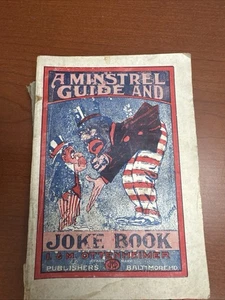 A MINSTREL
GUIDE AND
JOKE BOOK
I. & M. OTTENHEIMER
PUBLISHERS BALTIMORE MD.